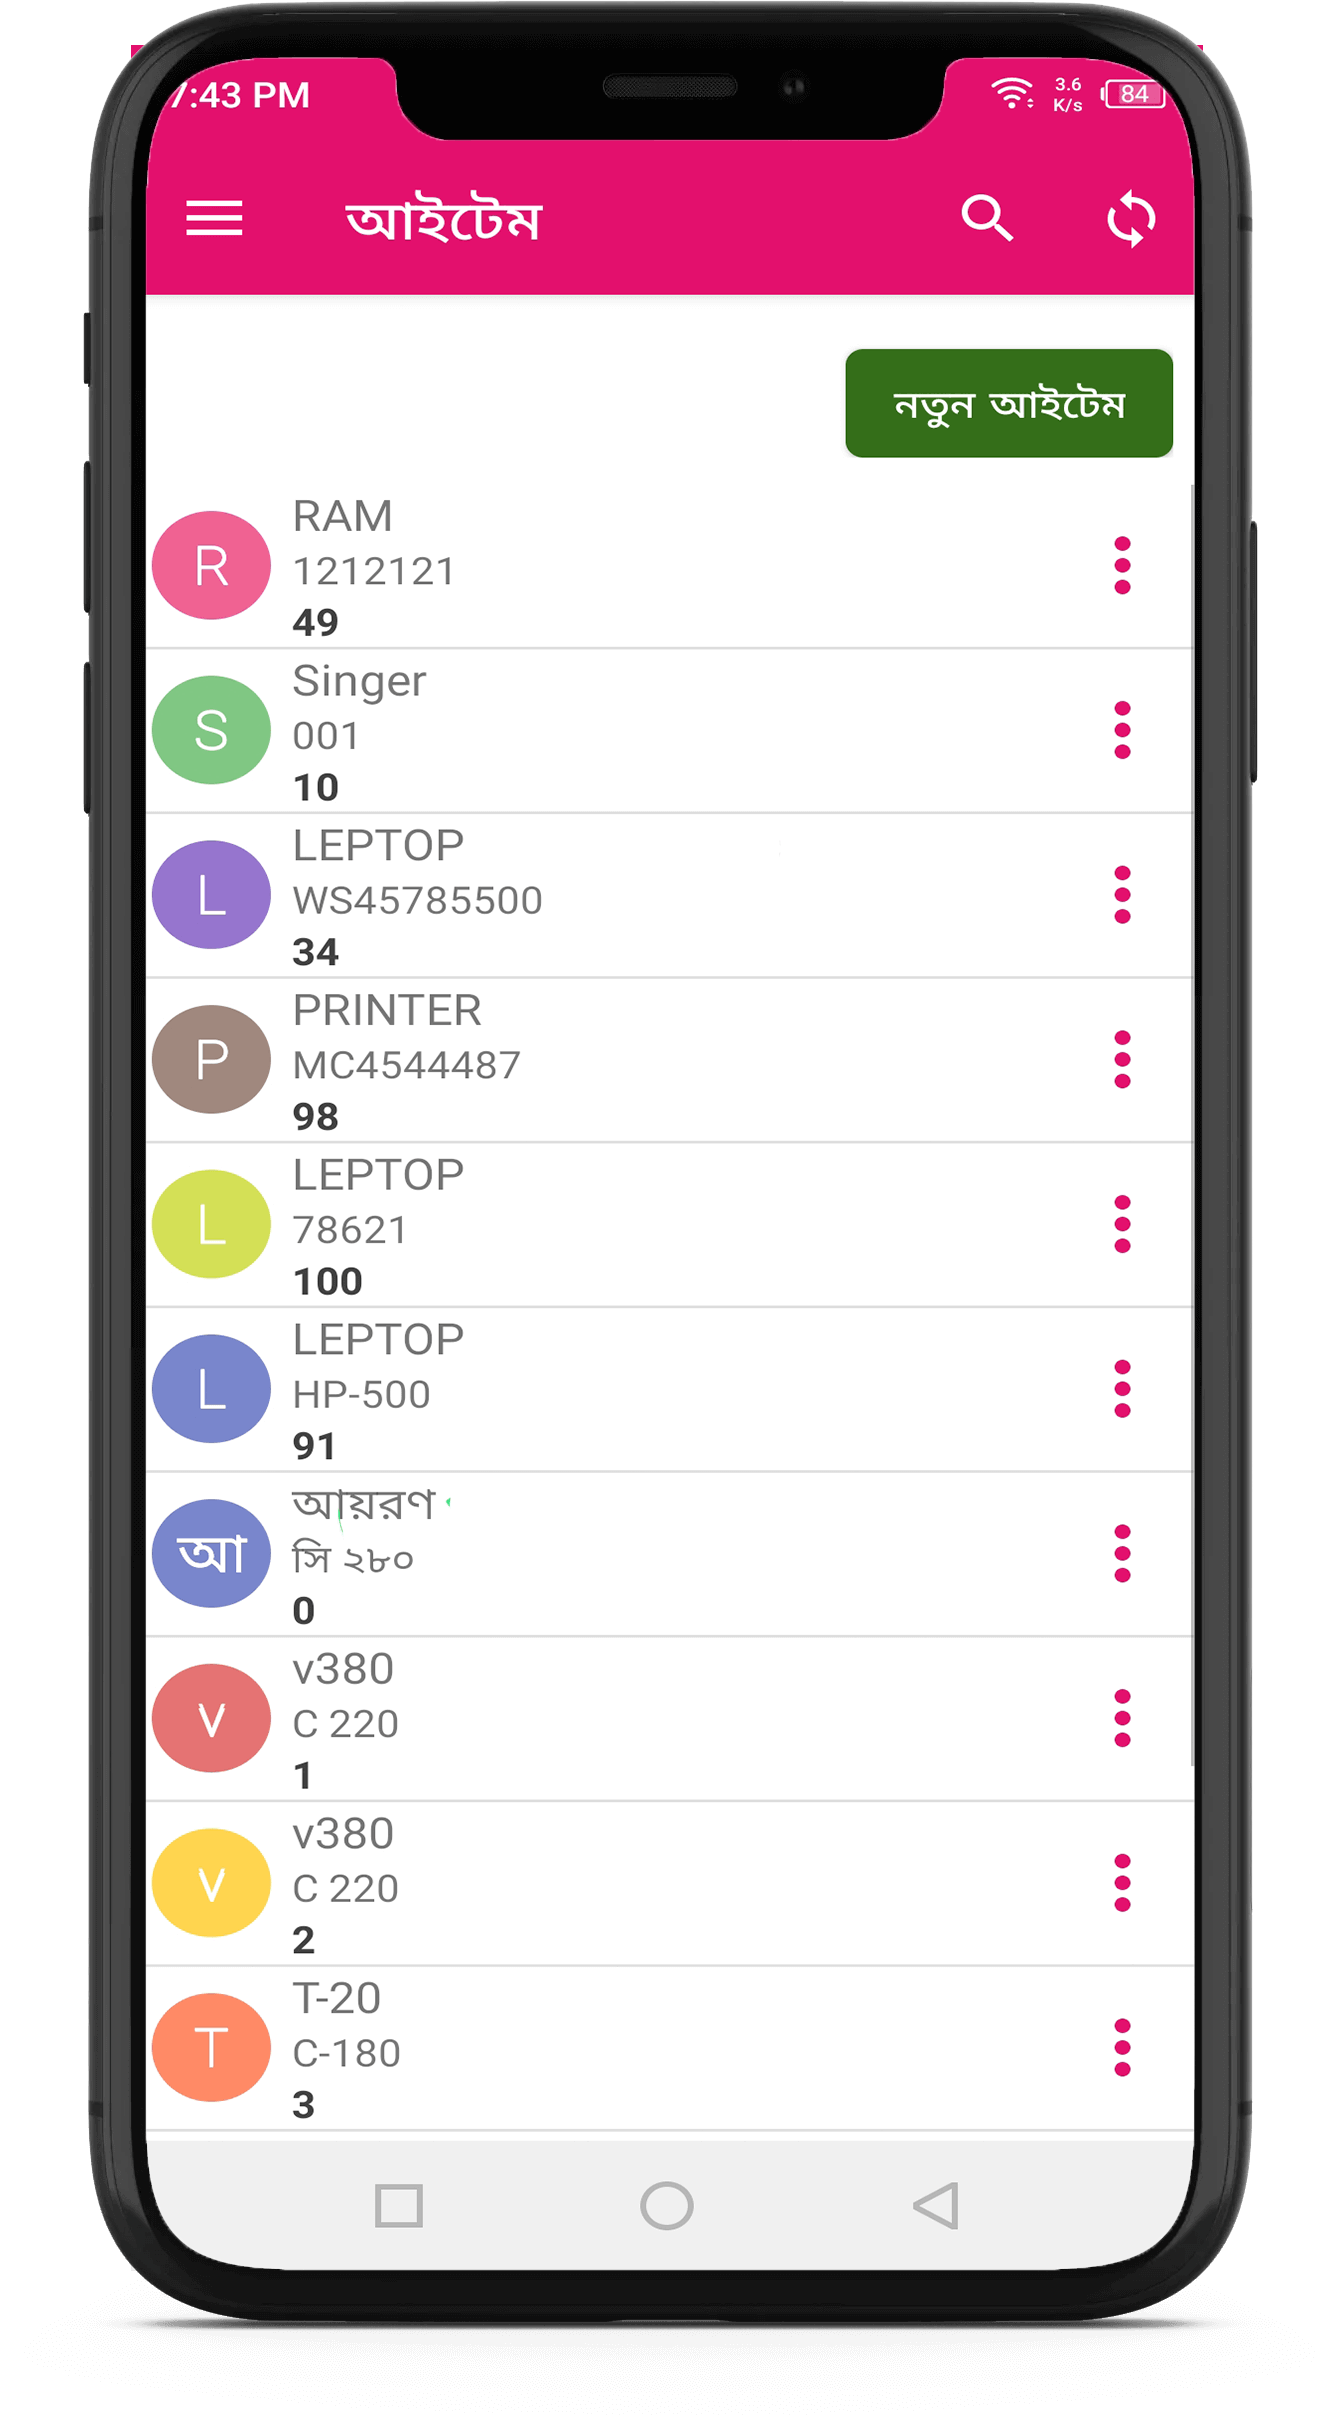 7:43 PM
3.6
K/s
84
আইটেম
নতুন আইটেম
R
RAM
1212121
49
S
Singer
001
10
L
LEPTOP
WS45785500
34
P
PRINTER
MC4544487
98
L
LEPTOP
78621
100
L
LEPTOP
HP-500
91
আ
আয়রণ
সি ২৮০
0
v
v380
C 220
1
v
v380
C 220
2
T
T-20
C-180
3